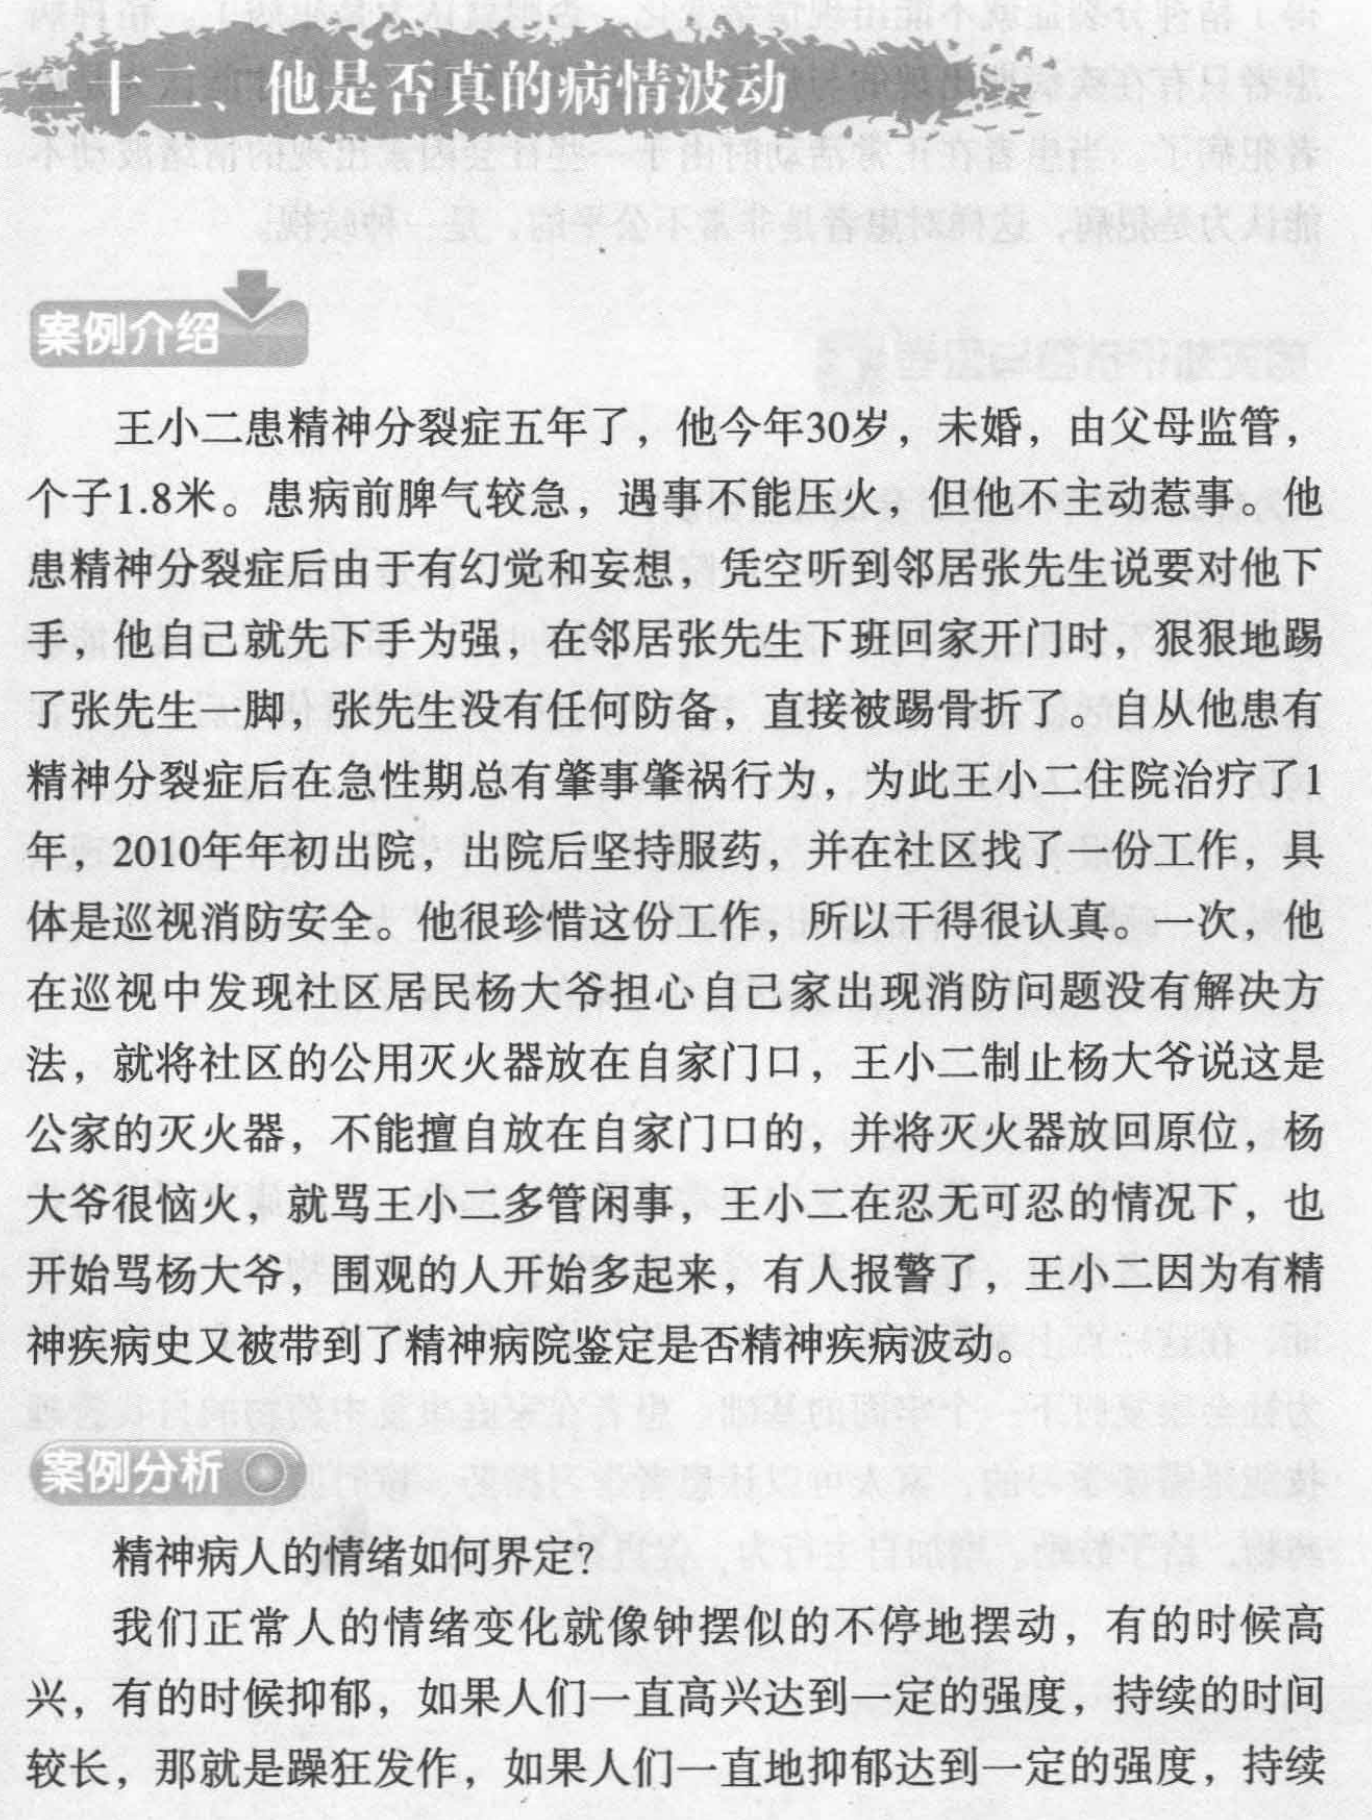 二十二、他是否真的病情波动
案例介绍
王小二患精神分裂症五年了，他今年30岁，未婚，由父母监管，
个子1.8米。患病前脾气较急，遇事不能压火，但他不主动惹事。他
患精神分裂症后由于有幻觉和妄想，凭空听到邻居张先生说要对他下
手，他自己就先下手为强，在邻居张先生下班回家开门时，狠狠地踢
了张先生一脚，张先生没有任何防备，直接被踢骨折了。自从他患有
精神分裂症后在急性期总有肇事肇祸行为，为此王小二住院治疗了1
年，2010年年初出院，出院后坚持服药，并在社区找了一份工作，具
体是巡视消防安全。他很珍惜这份工作，所以干得很认真。一次，他
在巡视中发现社区居民杨大爷担心自己家出现消防问题没有解决方
法，就将社区的公用灭火器放在自家门口，王小二制止杨大爷说这是
公家的灭火器，不能擅自放在自家门口的，并将灭火器放回原位，杨
大爷很恼火，就骂王小二多管闲事，王小二在忍无可忍的情况下，也
开始骂杨大爷，围观的人开始多起来，有人报警了，王小二因为有精
神疾病史又被带到了精神病院鉴定是否精神疾病波动。
案例分析
精神病人的情绪如何界定?
我们正常人的情绪变化就像钟摆似的不停地摆动，有的时候高
兴，有的时候抑郁，如果人们一直高兴达到一定的强度，持续的时间
较长，那就是躁狂发作，如果人们一直地抑郁达到一定的强度，持续